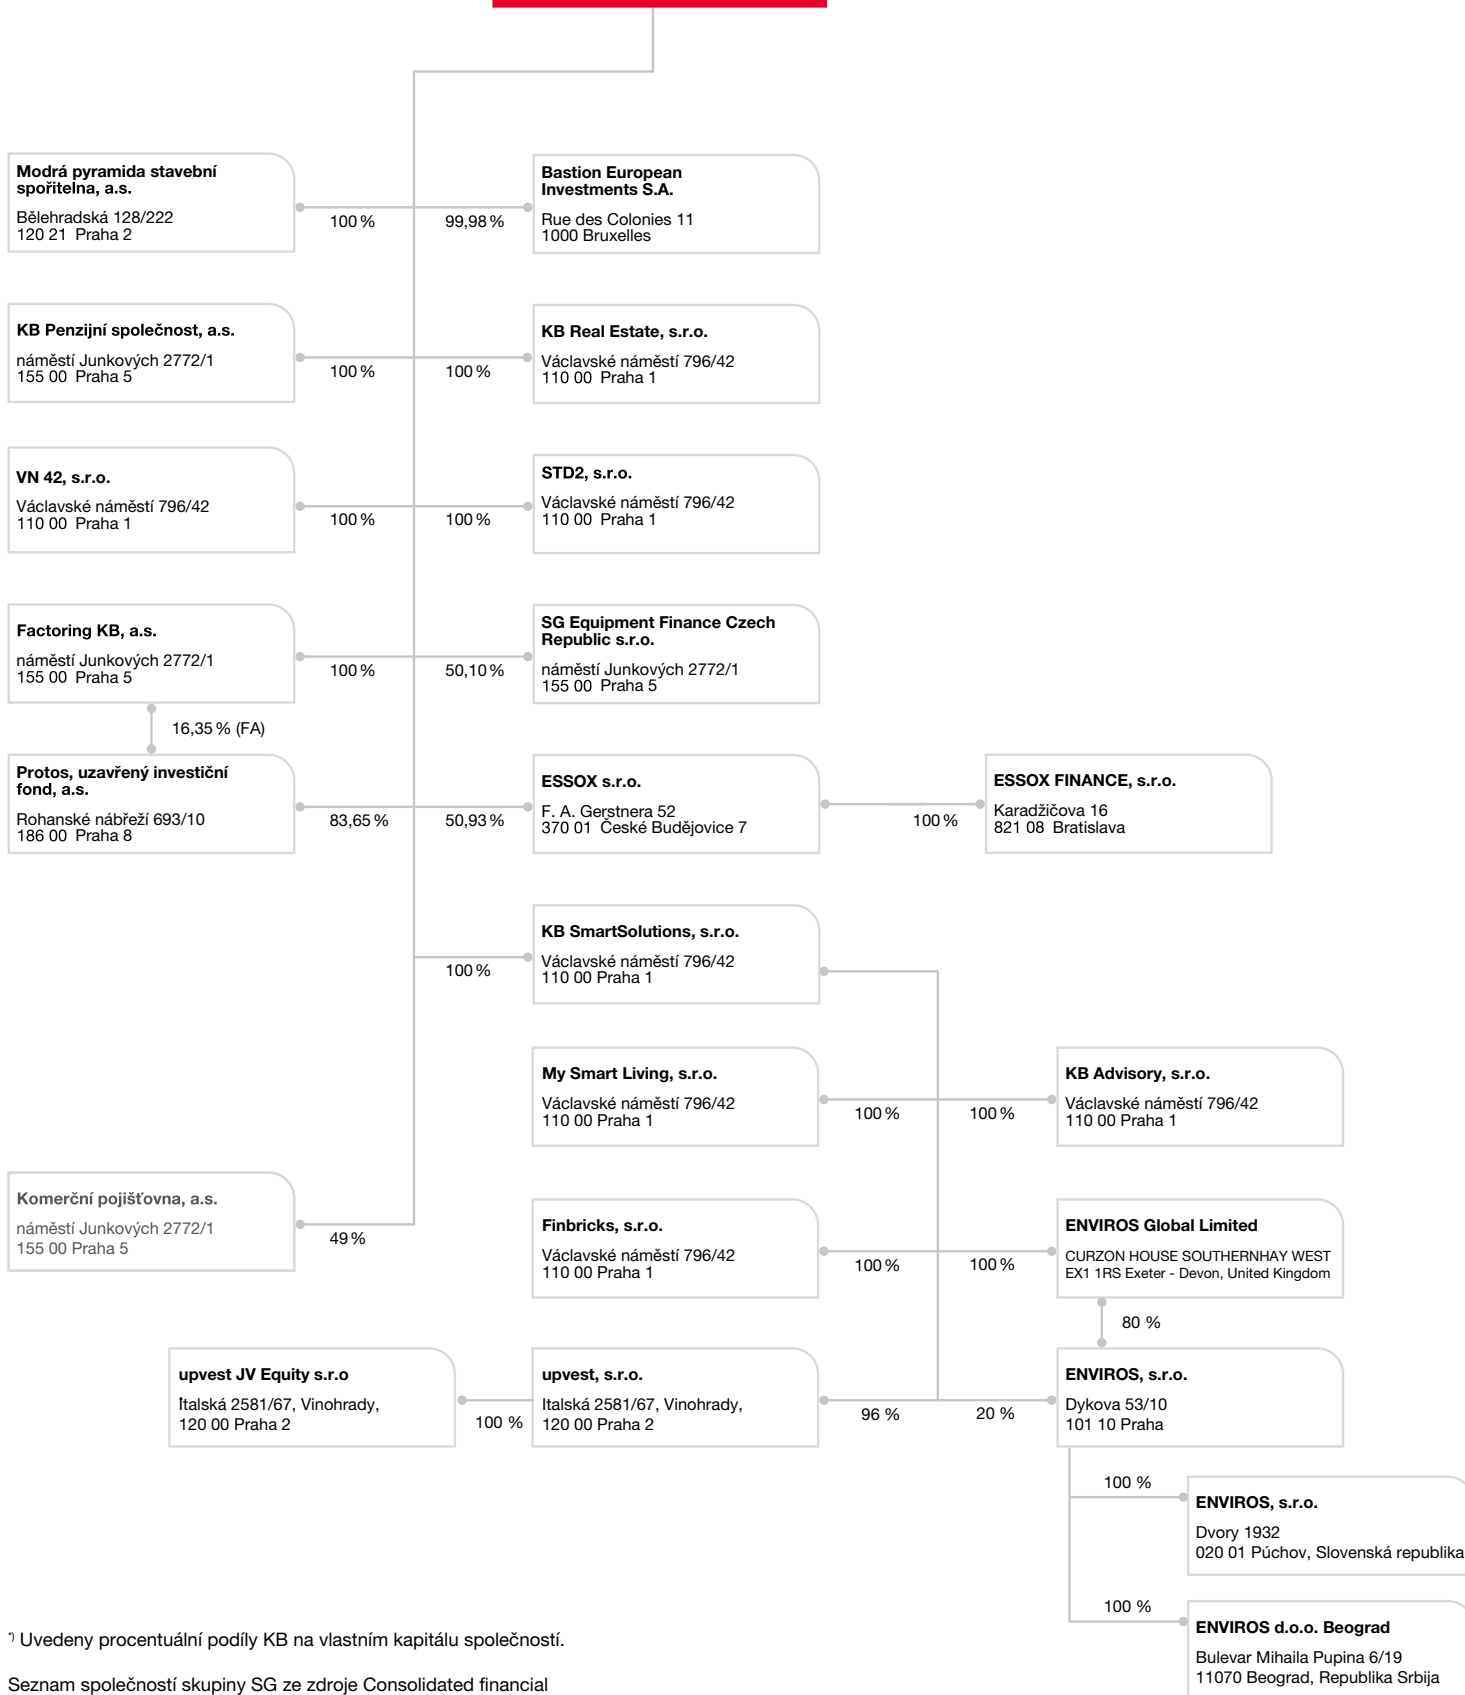 Modrá pyramida stavební
spořitelna, a.s.
Bělehradská 128/222
120 21 Praha 2
100 %
99,98 %
Bastion European
Investments S.A.
Rue des Colonies 11
1000 Bruxelles
KB Penzijní společnost, a.s.
náměstí Junkových 2772/1
155 00 Praha 5
100 %
100 %
KB Real Estate, s.r.o.
Václavské náměstí 796/42
110 00 Praha 1
VN 42, s.r.o.
Václavské náměstí 796/42
110 00 Praha 1
100 %
100 %
STD2, s.r.o.
Václavské náměstí 796/42
110 00 Praha 1
Factoring KB, a.s.
náměstí Junkových 2772/1
155 00 Praha 5
100 %
50,10 %
SG Equipment Finance Czech
Republic s.r.o.
náměstí Junkových 2772/1
155 00 Praha 5
16,35 % (FA)
Protos, uzavřený investiční
fond, a.s.
Rohanské nábřeží 693/10
186 00 Praha 8
83,65 %
50,93 %
ESSOX s.r.o.
F. A. Gerstnera 52
370 01 České Budějovice 7
100 %
ESSOX FINANCE, s.r.o.
Karadžičova 16
821 08 Bratislava
100 %
KB SmartSolutions, s.r.o.
Václavské náměstí 796/42
110 00 Praha 1
My Smart Living, s.r.o.
Václavské náměstí 796/42
110 00 Praha 1
100 %
100 %
KB Advisory, s.r.o.
Václavské náměstí 796/42
110 00 Praha 1
Komerční pojišťovna, a.s.
náměstí Junkových 2772/1
155 00 Praha 5
49 %
Finbricks, s.r.o.
Václavské náměstí 796/42
110 00 Praha 1
100 %
100 %
ENVIROS Global Limited
CURZON HOUSE SOUTHERNHAY WEST
EX1 1RS Exeter - Devon, United Kingdom
80 %
upvest JV Equity s.r.o
Italská 2581/67, Vinohrady,
120 00 Praha 2
100 %
upvest, s.r.o.
Italská 2581/67, Vinohrady,
120 00 Praha 2
96 %
20 %
ENVIROS, s.r.o.
Dykova 53/10
101 10 Praha
100 %
ENVIROS, s.r.o.
Dvory 1932
020 01 Púchov, Slovenská republika
100 %
ENVIROS d.o.o. Beograd
Bulevar Mihaila Pupina 6/19
11070 Beograd, Republika Srbija
*) Uvedeny procentuální podíly KB na vlastním kapitálu společností.
Seznam společností skupiny SG ze zdroje Consolidated financial